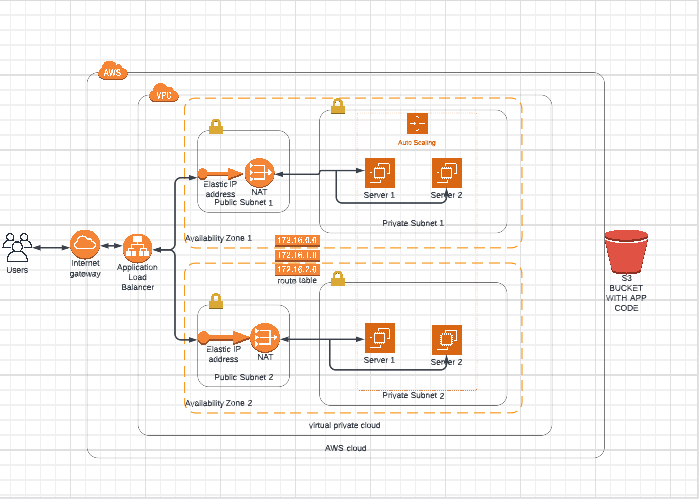 AWS
VPC
Auto Scaling
Elastic IP
address
NAT
Public Subnet 1
Server 1
Server 2
Private Subnet 1
Availability Zone 1
Users
Internet
gateway
Application
Load
Balancer
172.16.0.0
172.16.1.0
172.16.2.0
route table
S3
BUCKET
WITH APP
CODE
Elastic IP
address
NAT
Public Subnet 2
Server 1
Server 2
Private Subnet 2
Availability Zone 2
virtual private cloud
AWS cloud